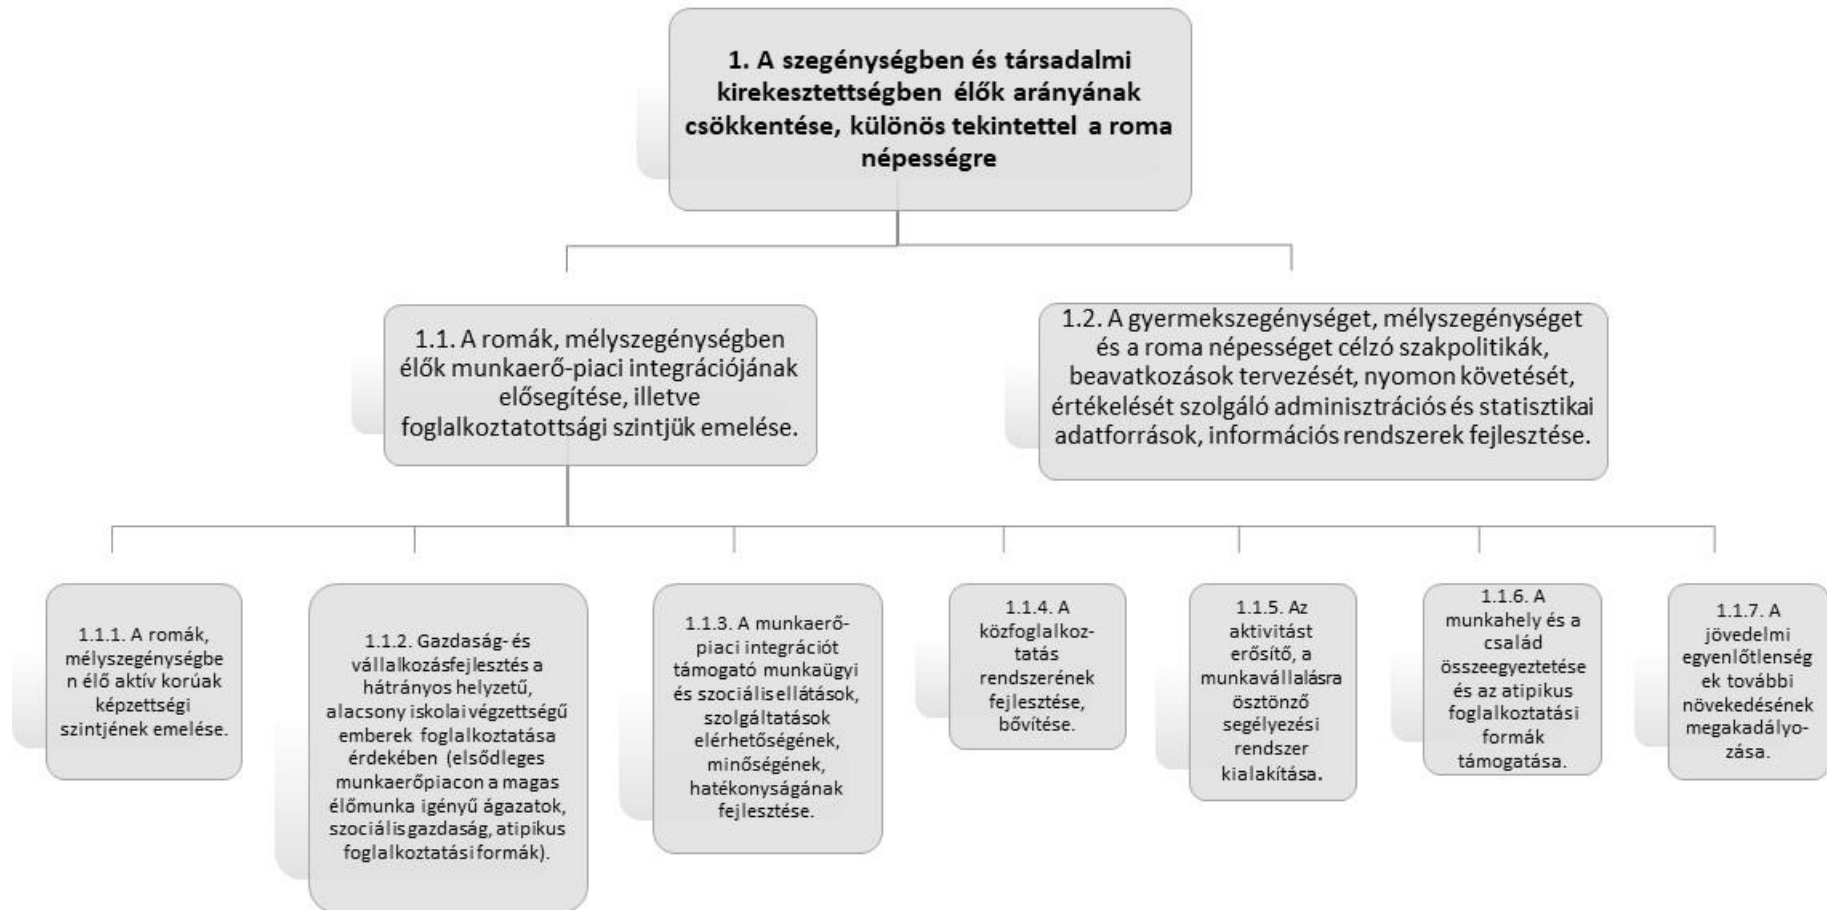 1. A szegénységben és társadalmi
kirekesztettségben élők arányának
csökkentése, különös tekintettel a roma
népességre
1.1. A romák, mélyszegénységben
élők munkaerő-piaci integrációjának
elősegítése, illetve
foglalkoztatottsági szintjük emelése.
1.2. A gyermekszegénységet, mélyszegénységet
és a roma népességet célzó szakpolitikák,
beavatkozások tervezését, nyomon követését,
értékelését szolgáló adminisztrációs és statisztikai
adatforrások, információs rendszerek fejlesztése.
1.1.1. A romák,
mélyszegénységbe
n élő aktív korúak
képzettségi
szintjének emelése.
1.1.2. Gazdaság- és
vállalkozásfejlesztés a
hátrányos helyzetű,
alacsony iskolai végzettségű
emberek foglalkoztatása
érdekében (elsődleges
munkaerőpiacon a magas
élőmunka igényű ágazatok,
szociális gazdaság, atipikus
foglalkoztatási formák).
1.1.3. A munkaerő-
piaci integrációt
támogató munkaügyi
és szociális ellátások,
szolgáltatások
elérhetőségének,
minőségének,
hatékonyságának
fejlesztése.
1.1.4. A
közfoglalkoz-
tatás
rendszerének
fejlesztése,
bővítése.
1.1.5. Az
aktivitást
erősítő, a
munkavállalásra
ösztönző
segélyezési
rendszer
kialakítása.
1.1.6. A
munkahely és a
család
összeegyeztetése
és az atipikus
foglalkoztatási
formák
támogatása.
1.1.7. A
jövedelmi
egyenlőtlenség
ek további
növekedésének
megakadályo-
zása.